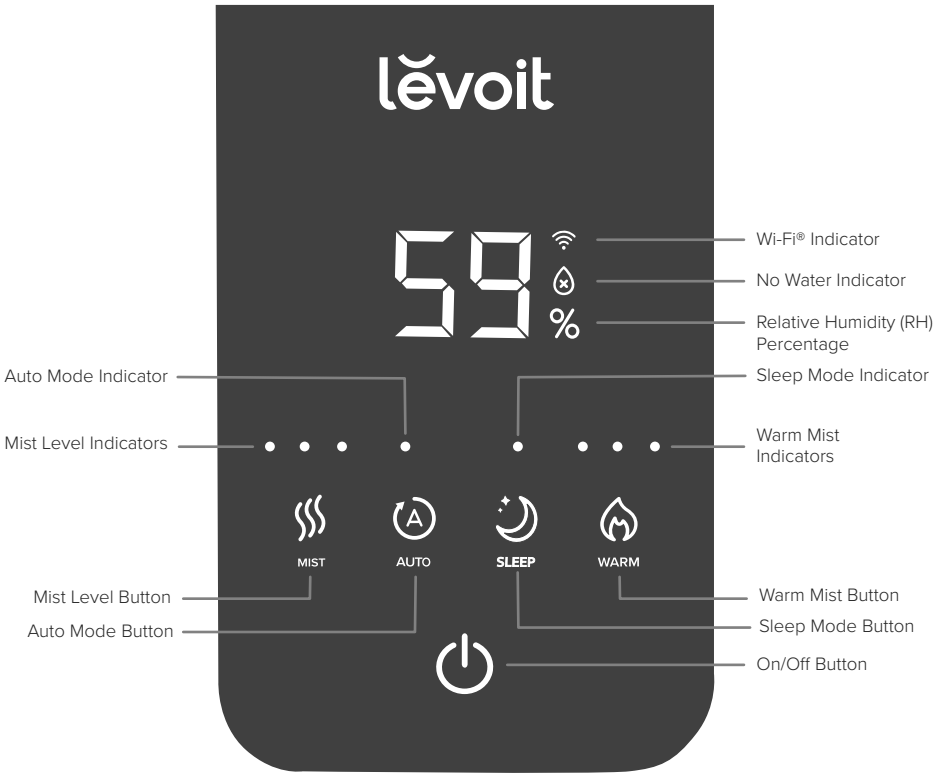 lĕvoit
59
Wi-Fi® Indicator
No Water Indicator
%
Relative Humidity (RH)
Percentage
Auto Mode Indicator
Sleep Mode Indicator
Mist Level Indicators
Warm Mist
Indicators
A
MIST
AUTO
SLEEP
WARM
Mist Level Button
Warm Mist Button
Auto Mode Button
Sleep Mode Button
On/Off Button